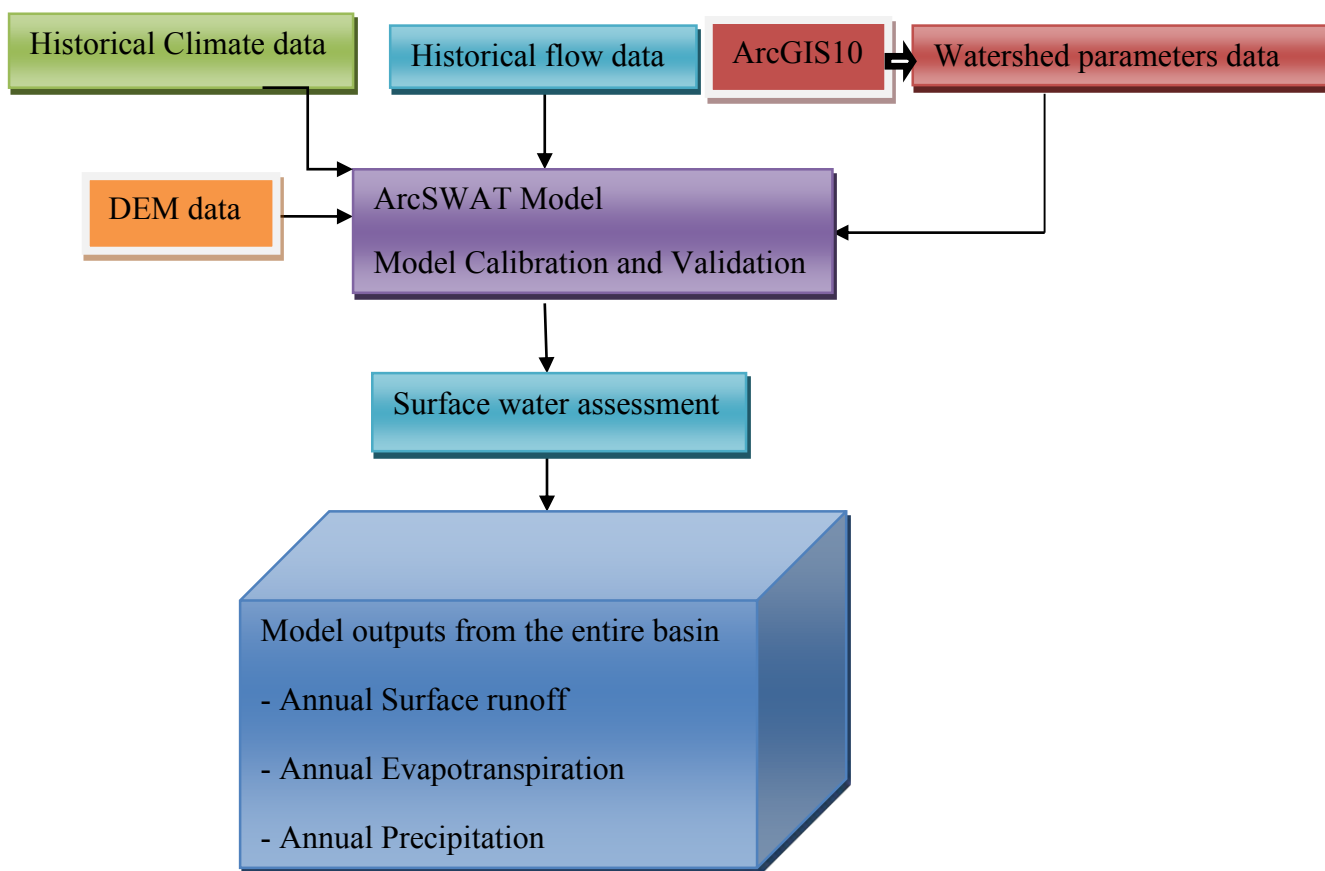 Historical Climate data
Historical flow data
ArcGIS10
Watershed parameters data
DEM data
ArcSWAT Model
Model Calibration and Validation
Surface water assessment
Model outputs from the entire basin
- Annual Surface runoff
- Annual Evapotranspiration
- Annual Precipitation